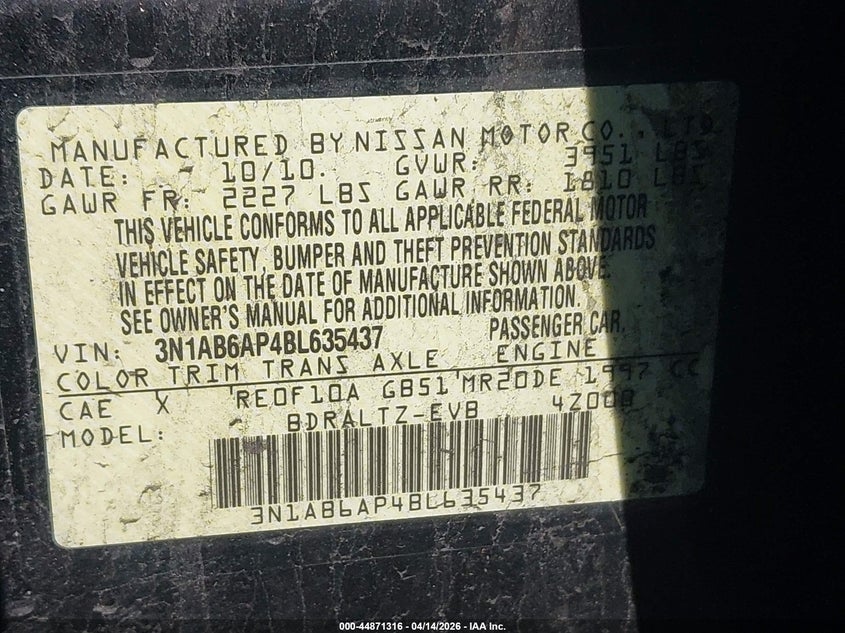 MANUFACTURED BY NISSAN MOTOR CO., LTD
DATE: 10/10. GVWR: 3951 LBS
GAWR FR: 2227 LBS GAWR RR: 1810 LBS
THIS VEHICLE CONFORMS TO ALL APPLICABLE FEDERAL MOTOR
VEHICLE SAFETY, BUMPER AND THEFT PREVENTION STANDARDS
IN EFFECT ON THE DATE OF MANUFACTURE SHOWN ABOVE.
SEE OWNER'S MANUAL FOR ADDITIONAL INFORMATION.
VIN: 3N1AB6AP4BL635437 PASSENGER CAR.
COLOR TRIM TRANS AXLE ENGINE
CAE X RE0F10A GB51 MR20DE 1997 CC
MODEL: BDRALTZ-EVB 4Z008
3N1AB6AP4BL635437
000-44871316 - 04/14/2026 - IAA Inc.